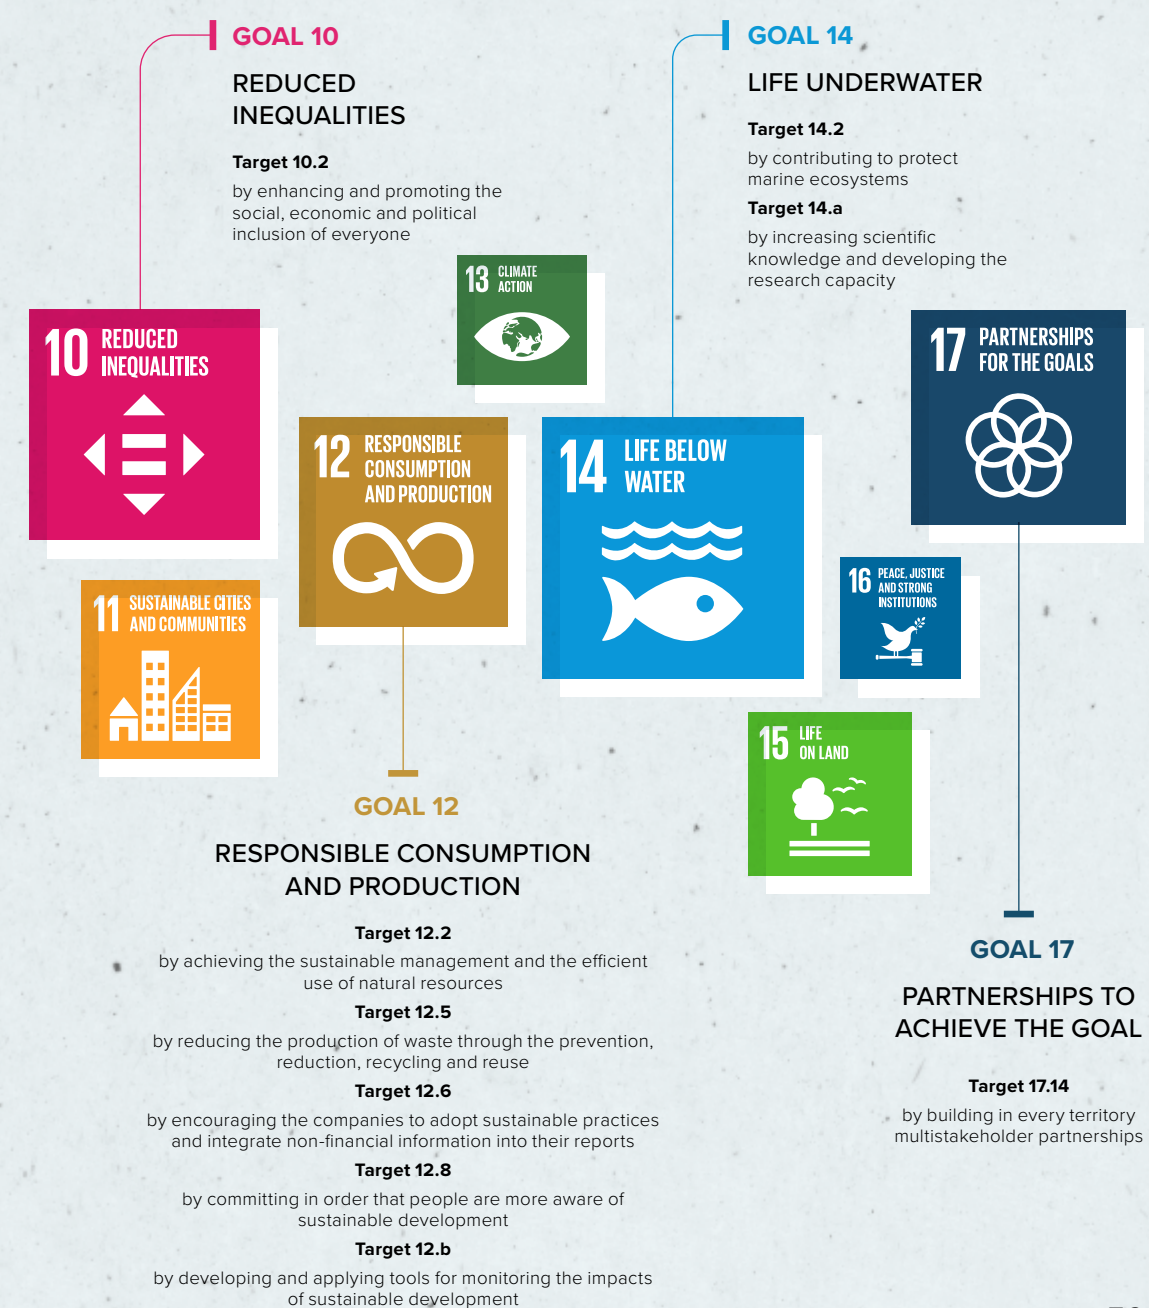 GOAL 10
REDUCED
INEQUALITIES
Target 10.2
by enhancing and promoting the
social, economic and political
inclusion of everyone
GOAL 14
LIFE UNDERWATER
Target 14.2
by contributing to protect
marine ecosystems
Target 14.a
by increasing scientific
knowledge and developing the
research capacity
13 CLIMATE
ACTION
10 REDUCED
INEQUALITIES
17 PARTNERSHIPS
FOR THE GOALS
12 RESPONSIBLE
CONSUMPTION
AND PRODUCTION
14 LIFE BELOW
WATER
16 PEACE, JUSTICE
AND STRONG
INSTITUTIONS
11 SUSTAINABLE CITIES
AND COMMUNITIES
15 LIFE
ON LAND
GOAL 12
RESPONSIBLE CONSUMPTION
AND PRODUCTION
Target 12.2
by achieving the sustainable management and the efficient
use of natural resources
Target 12.5
by reducing the production of waste through the prevention,
reduction, recycling and reuse
Target 12.6
by encouraging the companies to adopt sustainable practices
and integrate non-financial information into their reports
Target 12.8
by committing in order that people are more aware of
sustainable development
Target 12.b
by developing and applying tools for monitoring the impacts
of sustainable development
GOAL 17
PARTNERSHIPS TO
ACHIEVE THE GOAL
Target 17.14
by building in every territory
multistakeholder partnerships